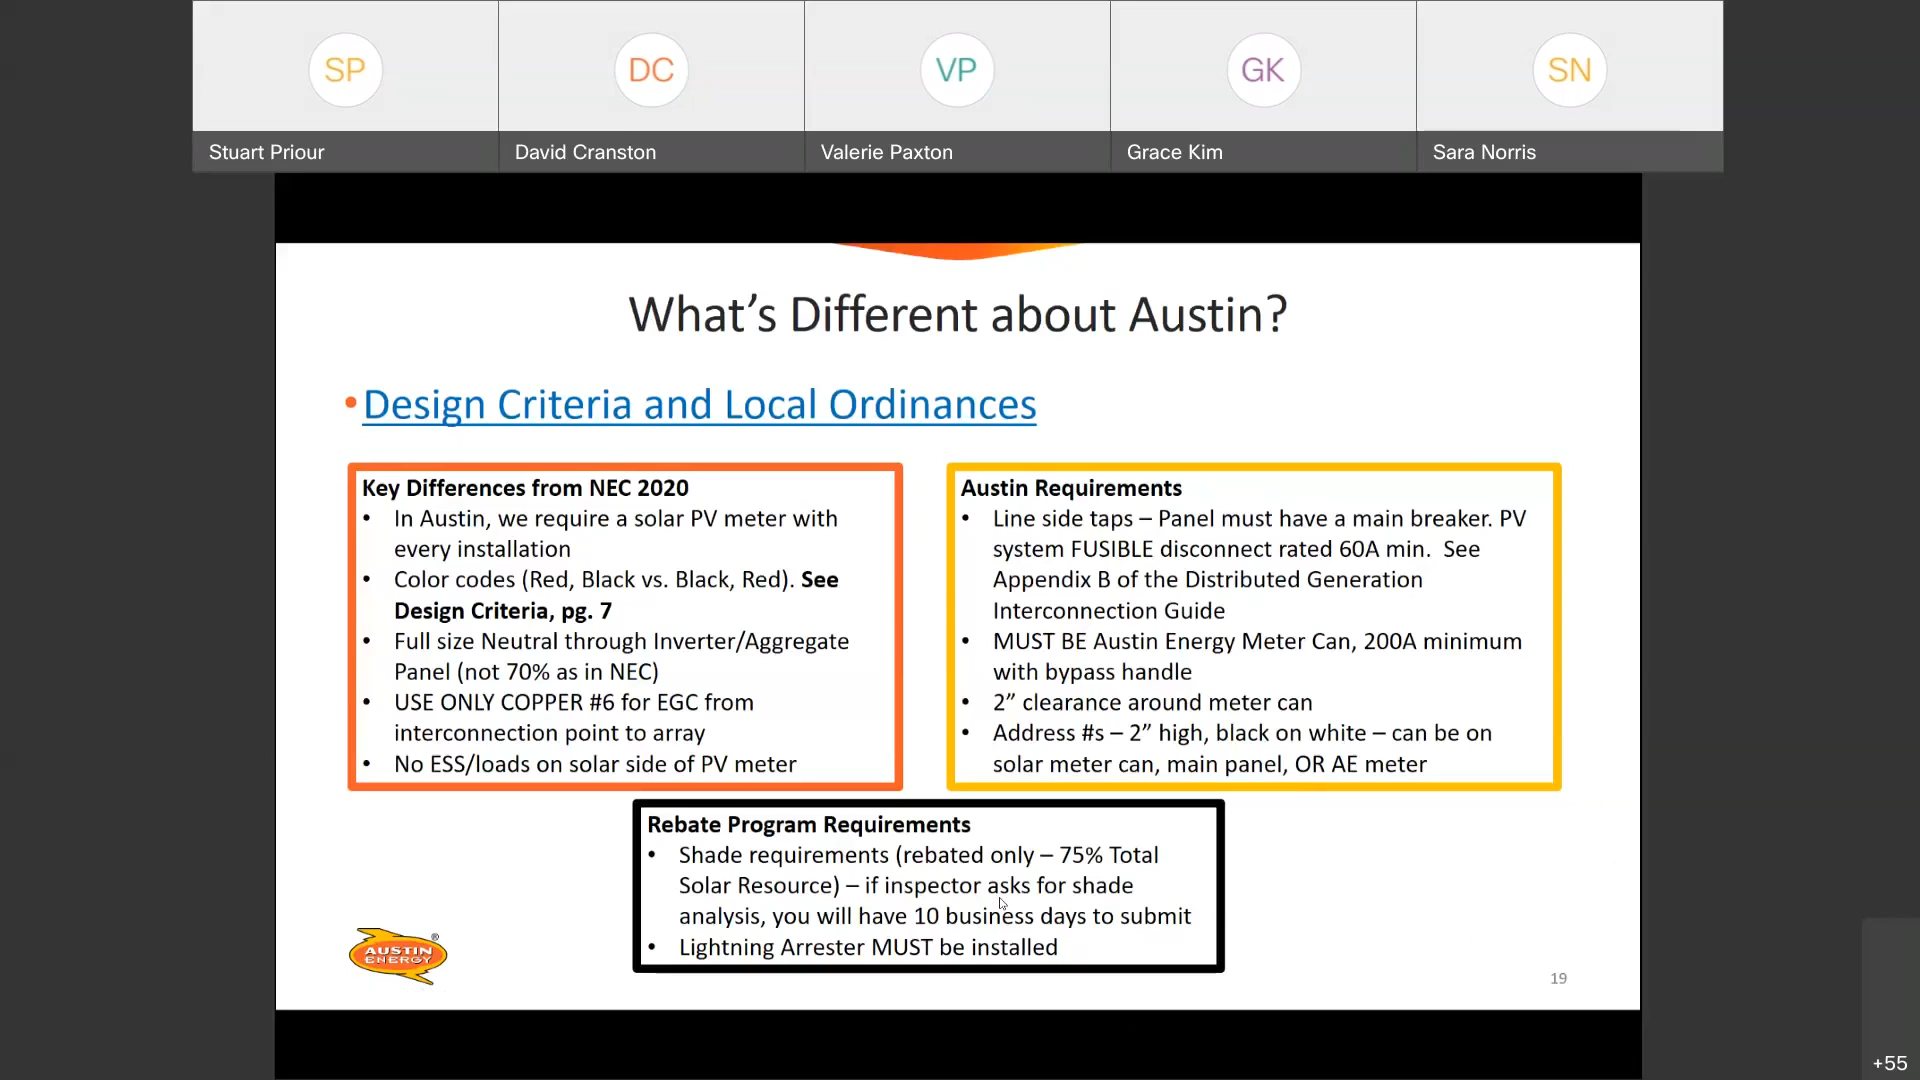 SP
DC
VP
GK
SN
Stuart Priour
David Cranston
Valerie Paxton
Grace Kim
Sara Norris
What's Different about Austin?
•Design Criteria and Local Ordinances
Key Differences from NEC 2020
• In Austin, we require a solar PV meter with
every installation
• Color codes (Red, Black vs. Black, Red). See
Design Criteria, pg. 7
• Full size Neutral through Inverter/Aggregate
Panel (not 70% as in NEC)
• USE ONLY COPPER #6 for EGC from
interconnection point to array
• No ESS/loads on solar side of PV meter
Austin Requirements
• Line side taps – Panel must have a main breaker. PV
system FUSIBLE disconnect rated 60A min. See
Appendix B of the Distributed Generation
Interconnection Guide
• MUST BE Austin Energy Meter Can, 200A minimum
with bypass handle
• 2” clearance around meter can
• Address #s – 2” high, black on white – can be on
solar meter can, main panel, OR AE meter
Rebate Program Requirements
• Shade requirements (rebated only – 75% Total
Solar Resource) – if inspector asks for shade
analysis, you will have 10 business days to submit
• Lightning Arrester MUST be installed
AUSTIN
ENERGY
®
19
+55